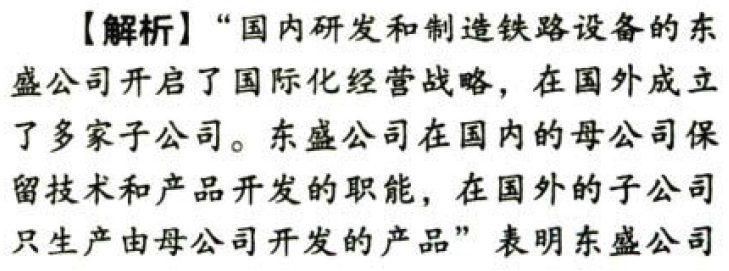 【解析】“国内研发和制造铁路设备的东
盛公司开启了国际化经营战略，在国外成立
了多家子公司。东盛公司在国内的母公司保
留技术和产品开发的职能，在国外的子公司
只生产由母公司开发的产品”表明东盛公司